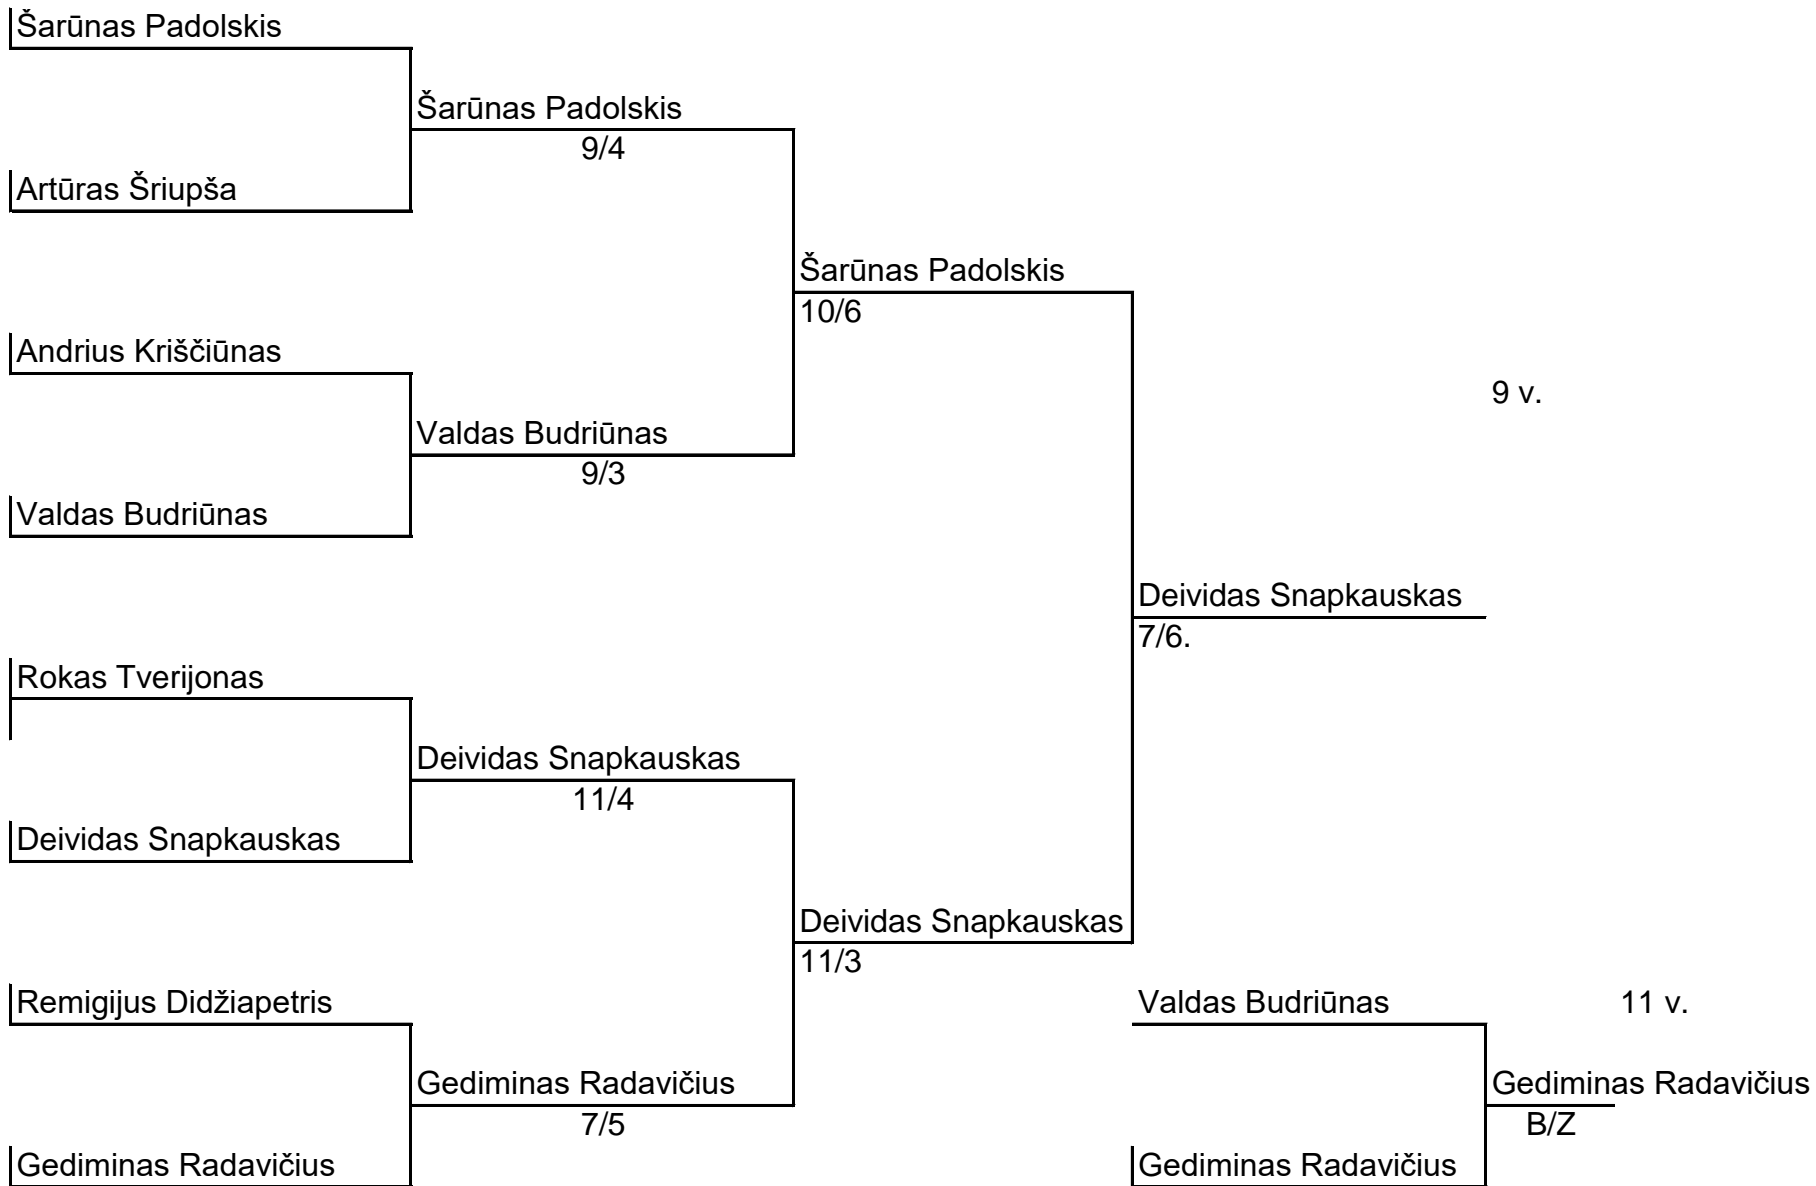 Šarūnas Padolskis
Šarūnas Padolskis
9/4
Artūras Šriupša
Šarūnas Padolskis
10/6
Andrius Kriščiūnas
9 v.
Valdas Budriūnas
9/3
Valdas Budriūnas
Deividas Snapkauskas
7/6.
Rokas Tverijonas
Deividas Snapkauskas
11/4
Deividas Snapkauskas
Deividas Snapkauskas
11/3
Remigijus Didžiapetris
Valdas Budriūnas
11 v.
Gediminas Radavičius
Gediminas Radavičius
7/5
B/Z
Gediminas Radavičius
Gediminas Radavičius